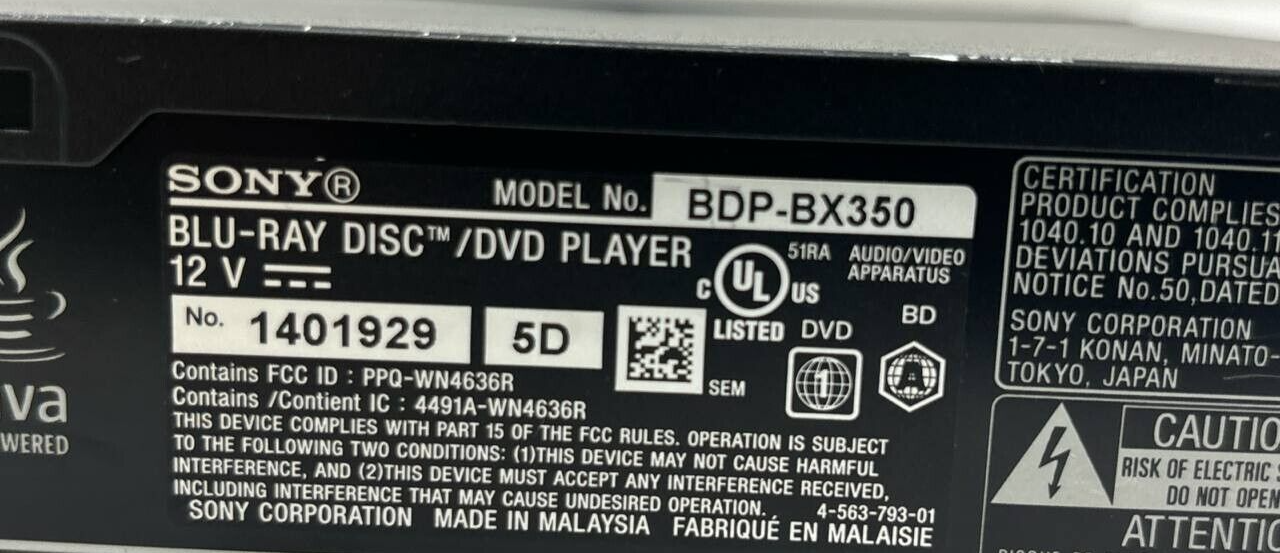 SONY® MODEL No. BDP-BX350
BLU-RAY DISC™/DVD PLAYER
12 V
51RA AUDIO/VIDEO
APPARATUS
C UL US
LISTED
DVD
BD
No. 1401929 5D
SEM
1
A
Contains FCC ID : PPQ-WN4636R
Contains /Contient IC : 4491A-WN4636R
THIS DEVICE COMPLIES WITH PART 15 OF THE FCC RULES. OPERATION IS SUBJECT
TO THE FOLLOWING TWO CONDITIONS: (1)THIS DEVICE MAY NOT CAUSE HARMFUL
INTERFERENCE, AND (2)THIS DEVICE MUST ACCEPT ANY INTERFERENCE RECEIVED,
INCLUDING INTERFERENCE THAT MAY CAUSE UNDESIRED OPERATION. 4-563-793-01
SONY CORPORATION MADE IN MALAYSIA FABRIQUÉ EN MALAISIE
CERTIFICATION
PRODUCT COMPLIES
1040.10 AND 1040.11
DEVIATIONS PURSUA
NOTICE No.50,DATED
SONY CORPORATION
1-7-1 KONAN, MINATO-
TOKYO, JAPAN
CAUTIO
RISK OF ELECTRIC
DO NOT OPEN
ATTENTIO
ava
WERED